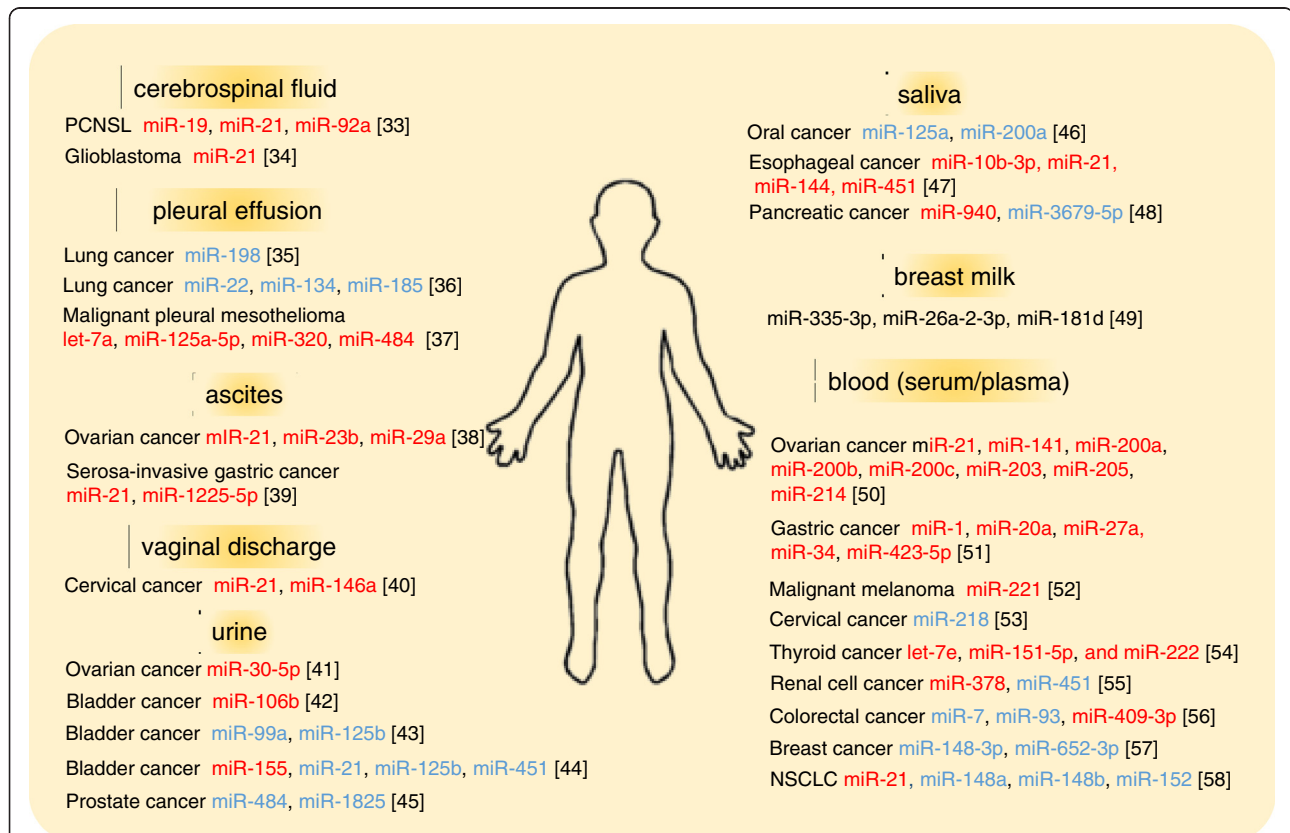 cerebrospinal fluid
PCNSL miR-19, miR-21, miR-92a [33]
Glioblastoma miR-21 [34]
pleural effusion
Lung cancer miR-198 [35]
Lung cancer miR-22, miR-134, miR-185 [36]
Malignant pleural mesothelioma
let-7a, miR-125a-5p, miR-320, miR-484 [37]
ascites
Ovarian cancer mIR-21, miR-23b, miR-29a [38]
Serosa-invasive gastric cancer
miR-21, miR-1225-5p [39]
vaginal discharge
Cervical cancer miR-21, miR-146a [40]
urine
Ovarian cancer miR-30-5p [41]
Bladder cancer miR-106b [42]
Bladder cancer miR-99a, miR-125b [43]
Bladder cancer miR-155, miR-21, miR-125b, miR-451 [44]
Prostate cancer miR-484, miR-1825 [45]
saliva
Oral cancer miR-125a, miR-200a [46]
Esophageal cancer miR-10b-3p, miR-21,
miR-144, miR-451 [47]
Pancreatic cancer miR-940, miR-3679-5p [48]
breast milk
miR-335-3p, miR-26a-2-3p, miR-181d [49]
blood (serum/plasma)
Ovarian cancer miR-21, miR-141, miR-200a,
miR-200b, miR-200c, miR-203, miR-205,
miR-214 [50]
Gastric cancer miR-1, miR-20a, miR-27a,
miR-34, miR-423-5p [51]
Malignant melanoma miR-221 [52]
Cervical cancer miR-218 [53]
Thyroid cancer let-7e, miR-151-5p, and miR-222 [54]
Renal cell cancer miR-378, miR-451 [55]
Colorectal cancer miR-7, miR-93, miR-409-3p [56]
Breast cancer miR-148-3p, miR-652-3p [57]
NSCLC miR-21, miR-148a, miR-148b, miR-152 [58]